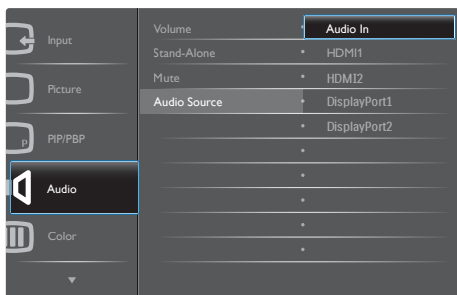 Input
Picture
P
PIP/PBP
Audio
Color
Volume
Stand-Alone
Mute
Audio Source
Audio In
HDMI1
HDMI2
DisplayPort1
DisplayPort2